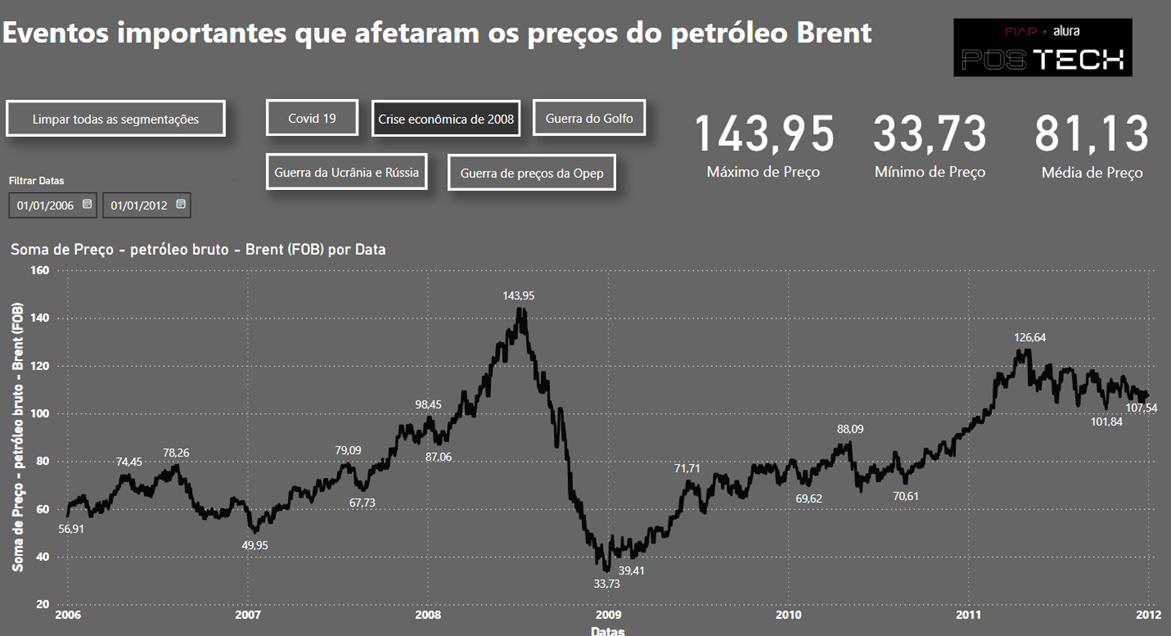 Eventos importantes que afetaram os preços do petróleo Brent
FIAP + alura
POS TECH
Limpar todas as segmentações
Covid 19
Crise econômica de 2008
Guerra do Golfo
Guerra da Ucrânia e Rússia
Guerra de preços da Opep
143,95
Máximo de Preço
33,73
Mínimo de Preço
81,13
Média de Preço
Filtrar Datas
01/01/2006
01/01/2012
Soma de Preço - petróleo bruto - Brent (FOB) por Data
Soma de Preço - petróleo bruto - Brent (FOB)
160
140
120
100
80
60
40
20
56,91
74,45
78,26
49,95
79,09
67,73
98,45
87,06
143,95
33,73
39,41
71,71
69,62
88,09
70,61
126,64
101,84
107,54
2006
2007
2008
2009
2010
2011
2012
Datas